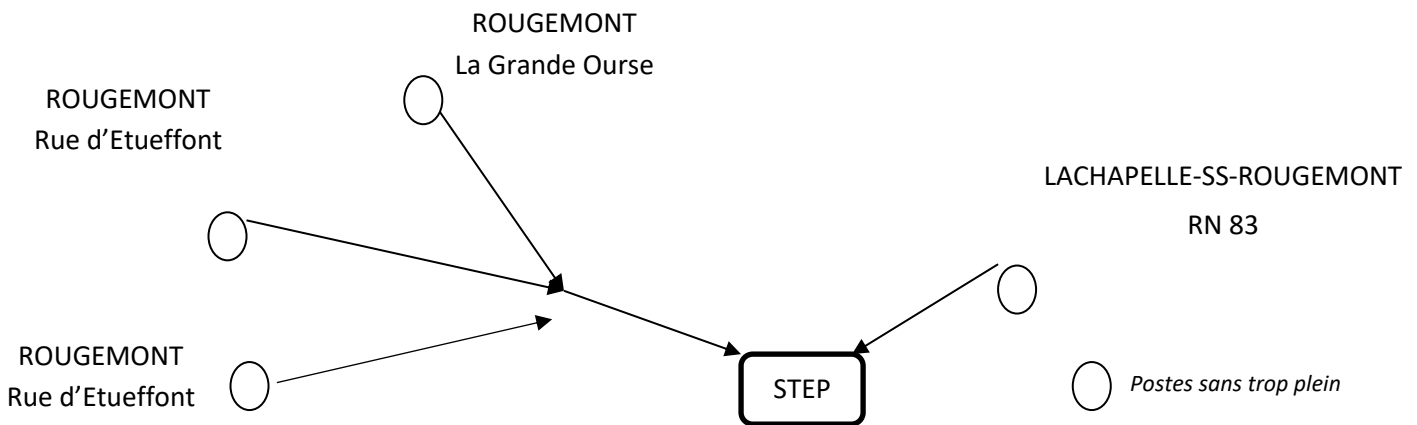 ROUGEMONT
La Grande Ourse
ROUGEMONT
Rue d’Etueffont
LACHAPELLE-SS-ROUGEMONT
RN 83
ROUGEMONT
Rue d’Etueffont
STEP
Postes sans trop plein